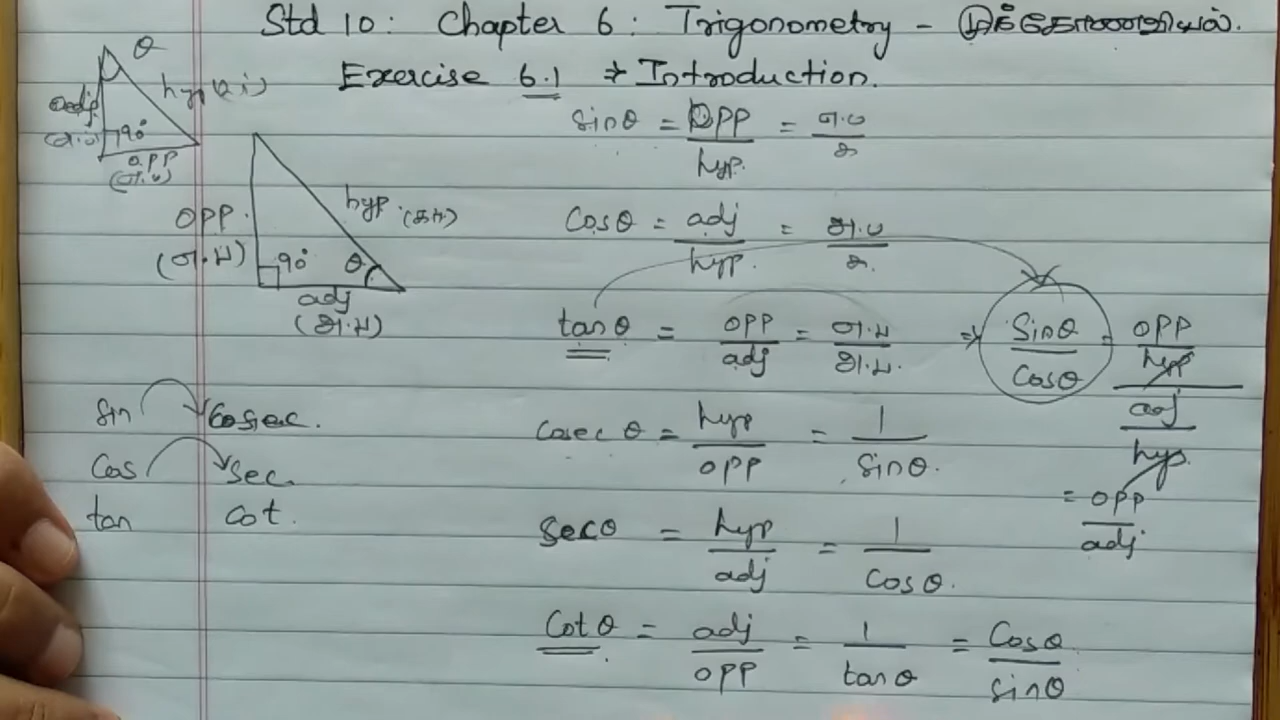 Std 10: Chapter 6: Trigonometry -
Exercise 6.1 ⇒ Introduction.
θ
hyp
adj
90°
opp
(எ.ப)
sinθ = opp/hyp. = எ.ப/க
opp.
(எ.ப)
hyp.
90°
θ
adj
(அ.ப)
Cosθ = adj/hyp. = அ.ப/க.
tanθ = opp/adj = எ.ப/அ.ப. ⇒ Sinθ/Cosθ = opp/hyp/adj/hyp.
= opp/adj
Sin Cosec.
Cos Sec.
tan Cot.
Cosec θ = hyp/opp = 1/Sinθ.
Secθ = hyp/adj = 1/Cosθ.
Cotθ = adj/opp = 1/tanθ = Cosθ/sinθ